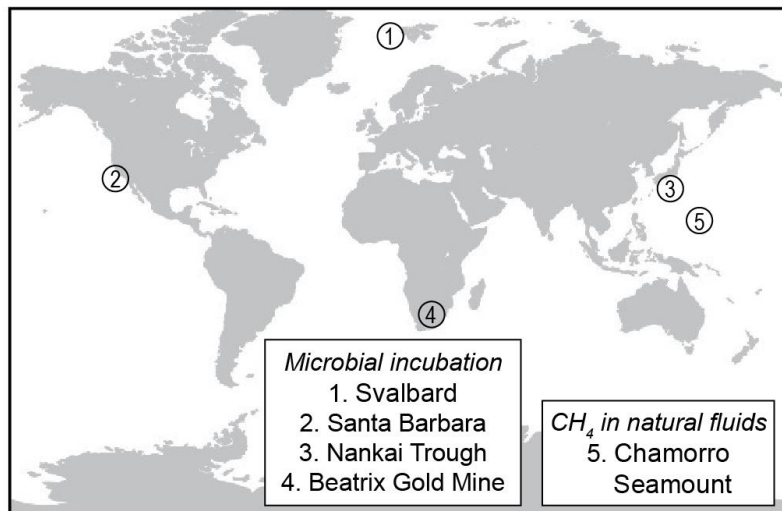 1
2
3
5
4
Microbial incubation
1. Svalbard
2. Santa Barbara
3. Nankai Trough
4. Beatrix Gold Mine
CH₄ in natural fluids
5. Chamorro
Seamount